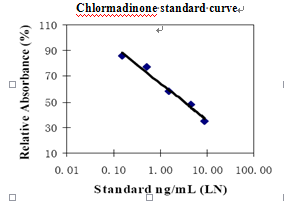 Chlormadinone standard curve
Relative Absorbance (%)
110
90
70
50
30
10
0.01 0.10 1.00 10.00 100.00
Standard ng/mL (LN)